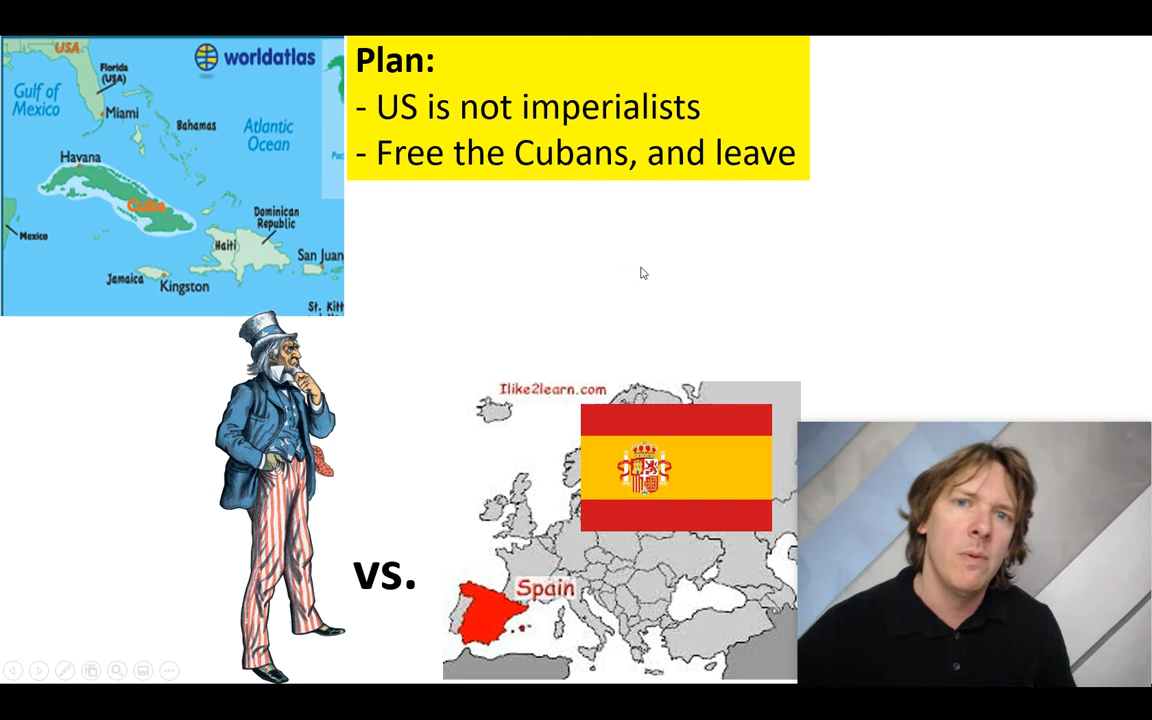 USA
worldatlas
Florida
(USA)
Gulf of
Mexico
Miami
Bahamas
Atlantic
Ocean
Havana
Cuba
Mexico
Dominican
Republic
Haiti
San Juan
Jamaica
Kingston
St. Kitt
Plan:
- US is not imperialists
- Free the Cubans, and leave
vs.
Ilike2learn.com
Spain